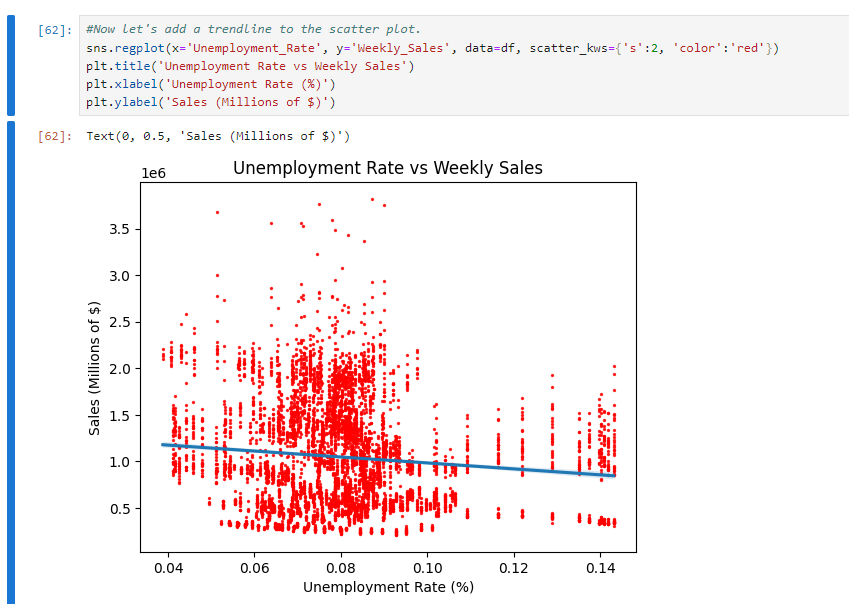 [62]: #Now let's add a trendline to the scatter plot.
sns.regplot(x='Unemployment_Rate', y='Weekly_Sales', data=df, scatter_kws={'s':2, 'color':'red'})
plt.title('Unemployment Rate vs Weekly Sales')
plt.xlabel('Unemployment Rate (%)')
plt.ylabel('Sales (Millions of $)')
[62]: Text(0, 0.5, 'Sales (Millions of $)')
Unemployment Rate vs Weekly Sales
1e6
3.5
3.0
2.5
2.0
1.5
1.0
0.5
Sales (Millions of $)
0.04 0.06 0.08 0.10 0.12 0.14
Unemployment Rate (%)